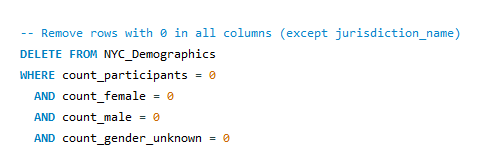 -- Remove rows with 0 in all columns (except jurisdiction_name)
DELETE FROM NYC_Demographics
WHERE count_participants = 0
AND count_female = 0
AND count_male = 0
AND count_gender_unknown = 0